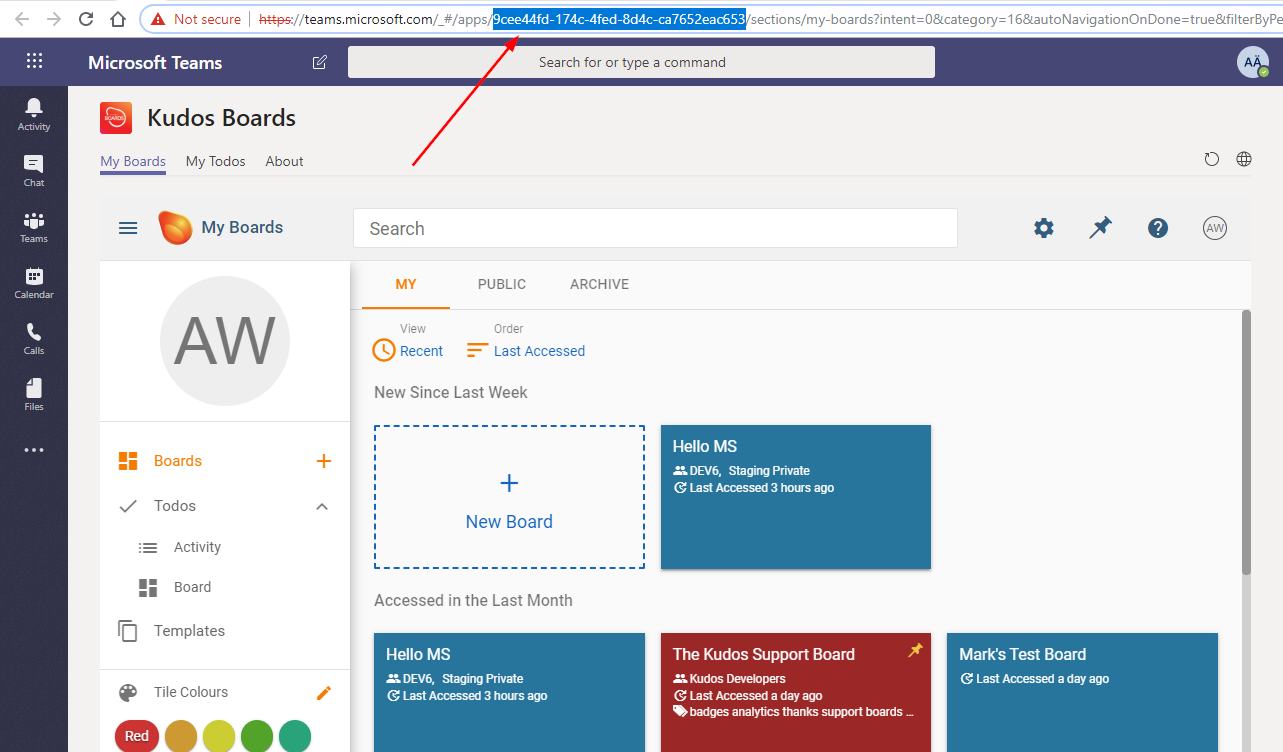 Not secure | https://teams.microsoft.com/_#/apps/9cee44fd-174c-4fed-8d4c-ca7652eac653/sections/my-boards?intent=0&category=16&autoNavigationOnDone=true&filterByPe
Microsoft Teams
Search for or type a command
AÄ
Activity
Chat
Teams
Calendar
Calls
Files
BOARDS
Kudos Boards
My Boards My Todos About
My Boards
Search
AW
AW
Boards
Todos
Activity
Board
Templates
Tile Colours
Red
MY PUBLIC ARCHIVE
View
Recent
Order
Last Accessed
New Since Last Week
New Board
Hello MS
DEV6, Staging Private
Last Accessed 3 hours ago
Accessed in the Last Month
Hello MS
DEV6, Staging Private
Last Accessed 3 hours ago
The Kudos Support Board
Kudos Developers
Last Accessed a day ago
badges analytics thanks support boards ...
Mark's Test Board
Last Accessed a day ago